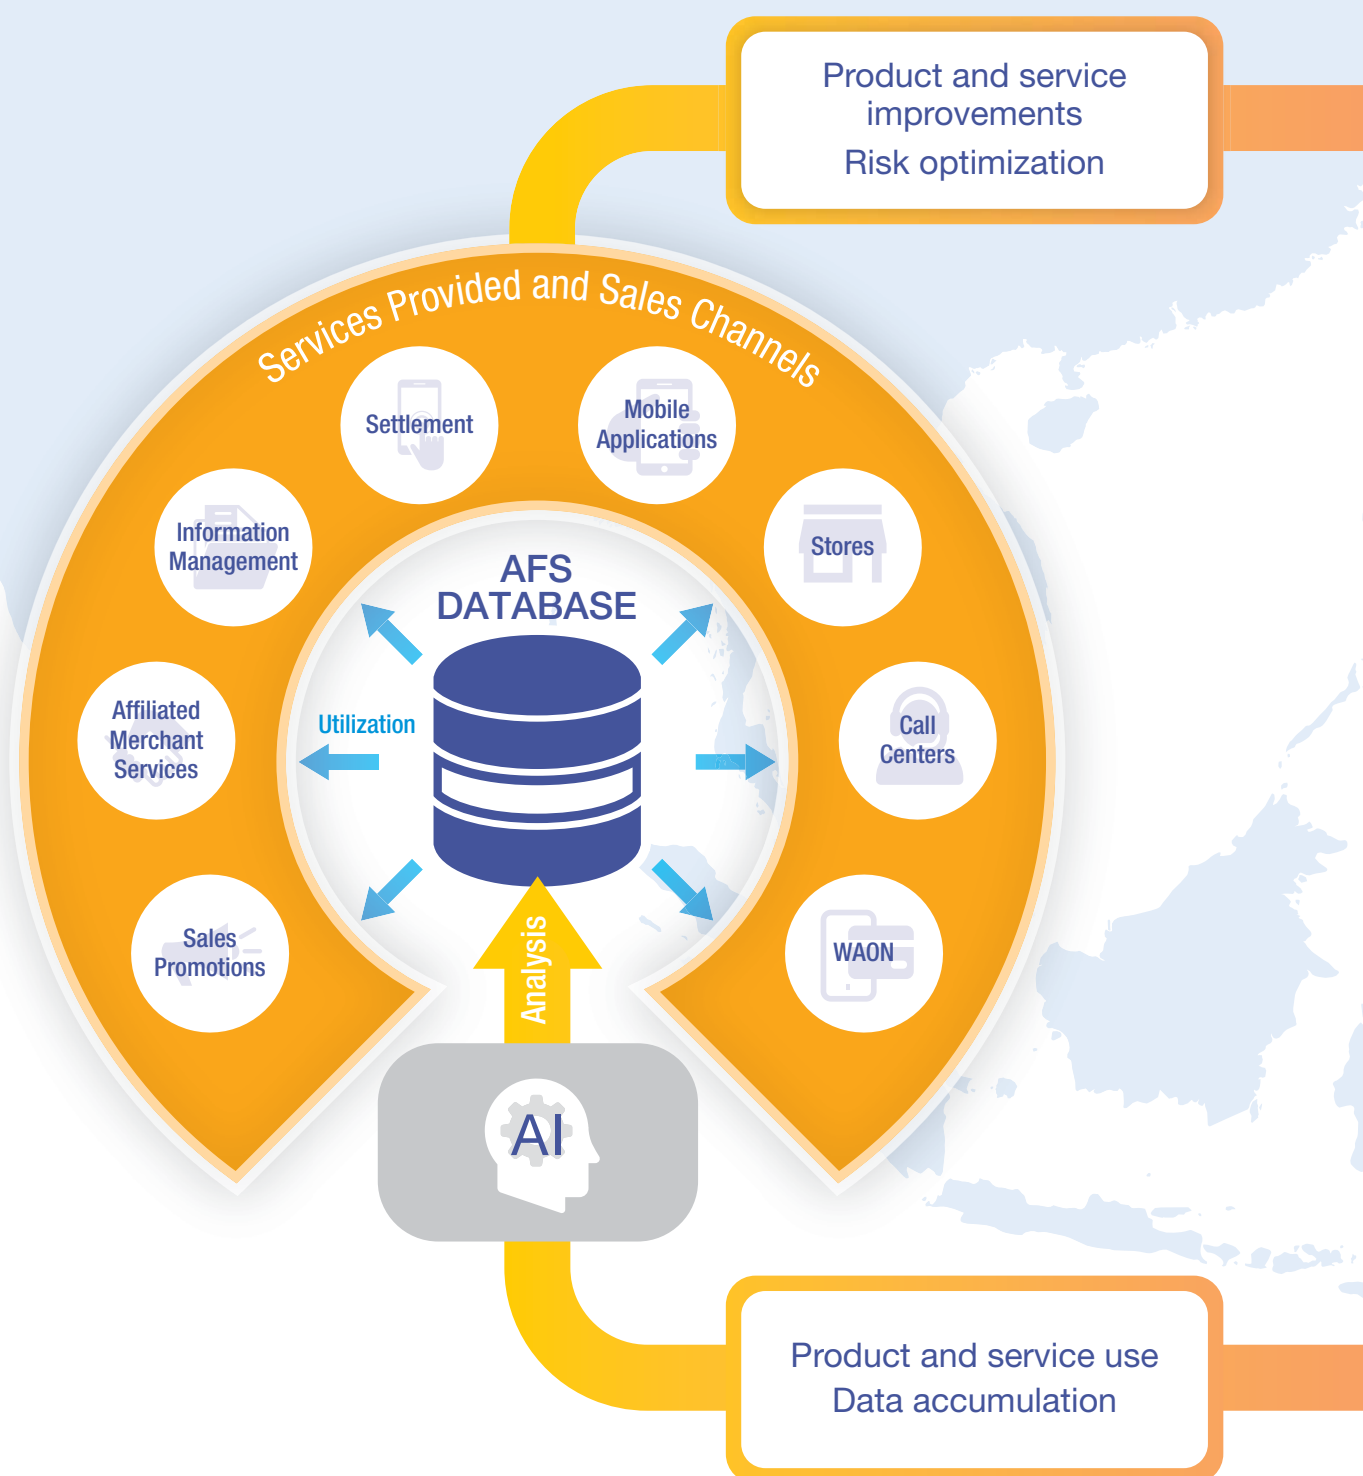 Product and service
improvements
Risk optimization
Services Provided and Sales Channels
Settlement
Mobile
Applications
Information
Management
Stores
AFS
DATABASE
Utilization
Affiliated
Merchant
Services
Call
Centers
Sales
Promotions
WAON
Analysis
AI
Product and service use
Data accumulation